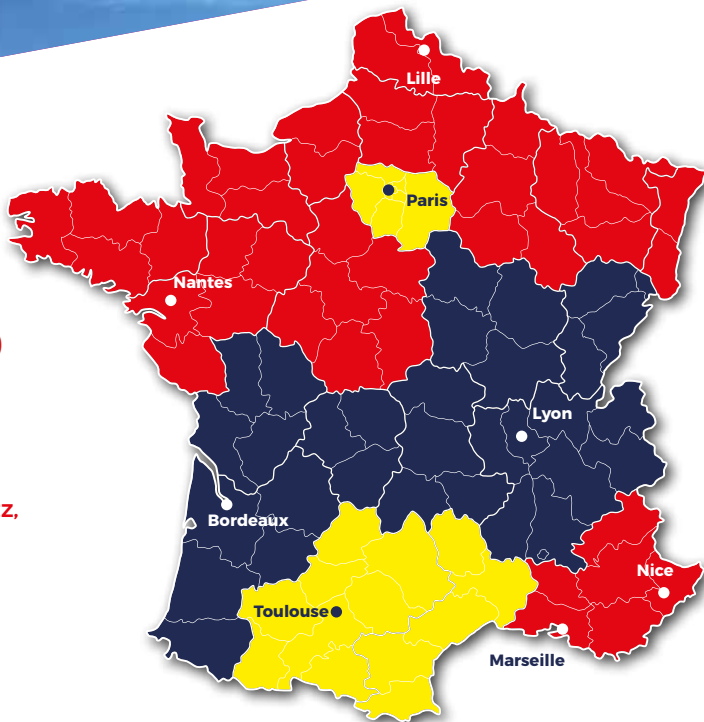 Lille
Paris
Nantes
)
Lyon
z,
Bordeaux
Nice
Toulouse
Marseille